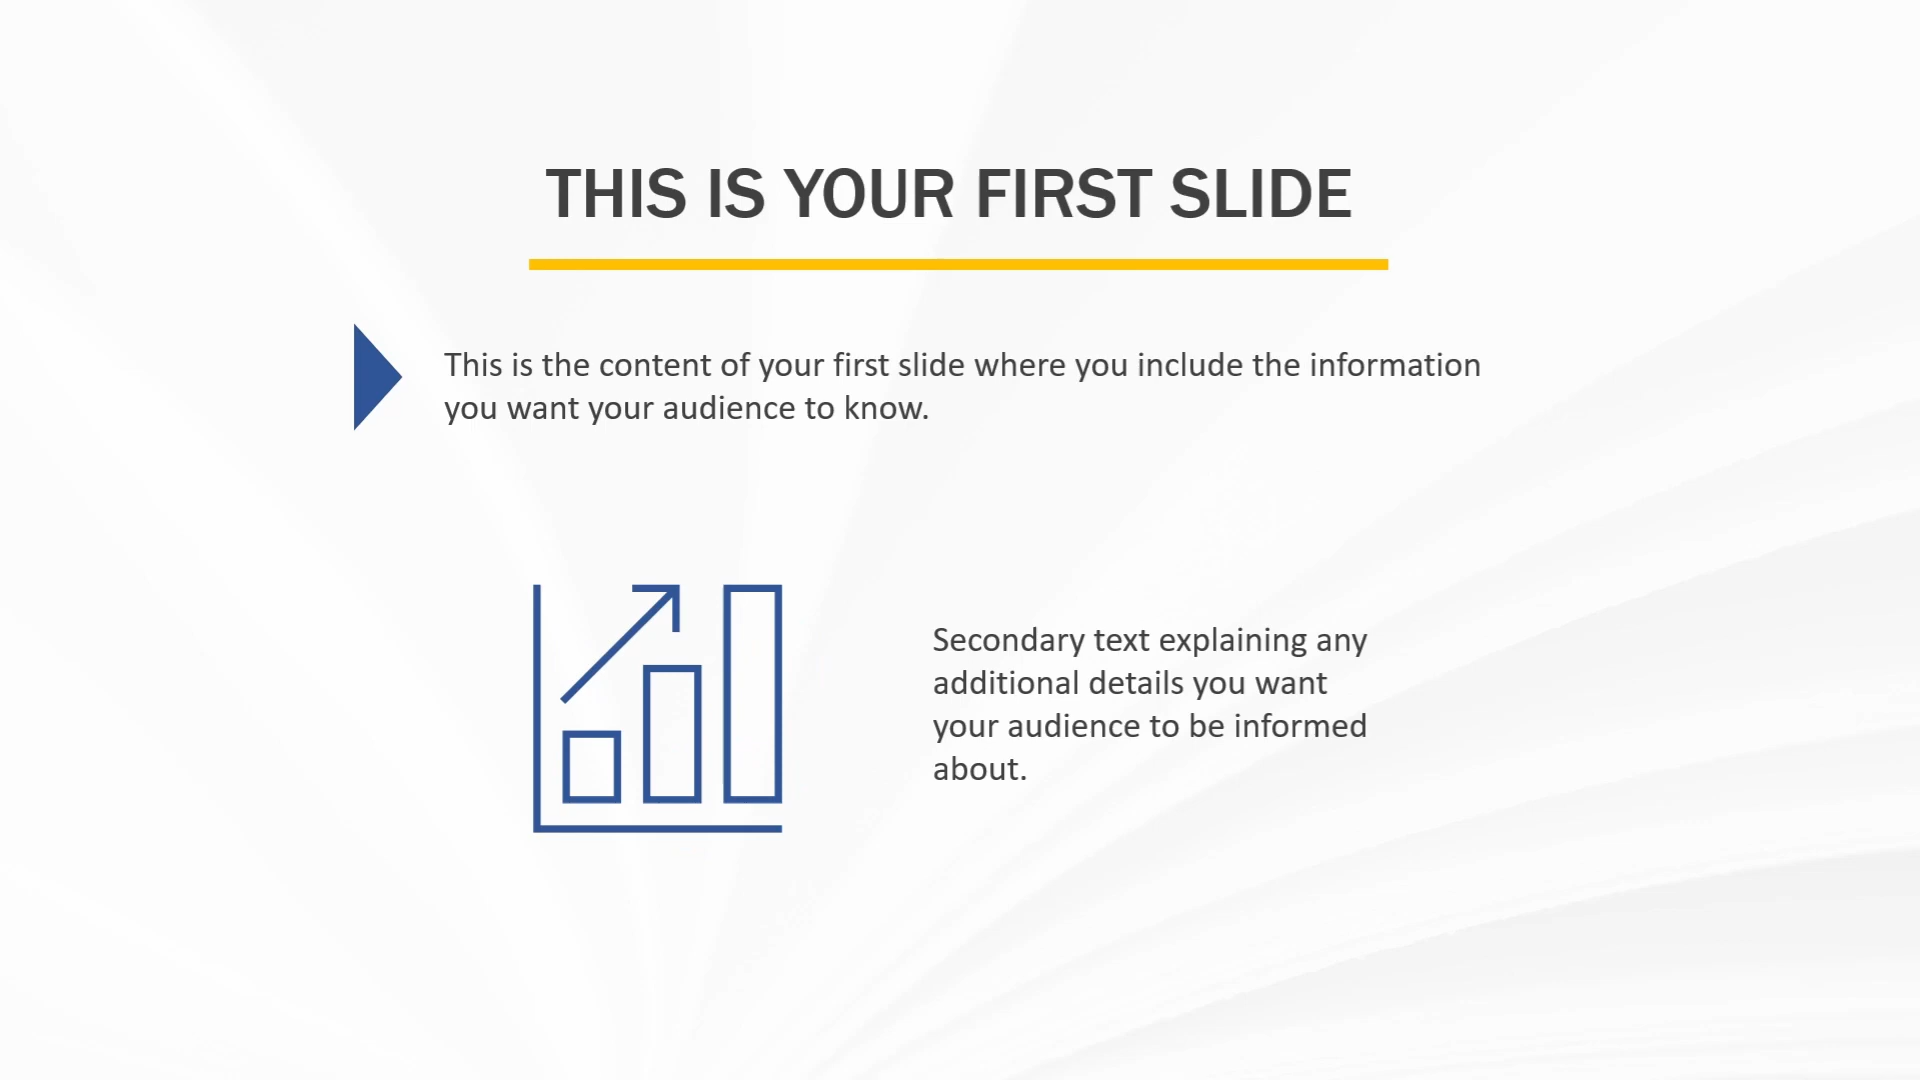 THIS IS YOUR FIRST SLIDE
This is the content of your first slide where you include the information
you want your audience to know.
Secondary text explaining any
additional details you want
your audience to be informed
about.